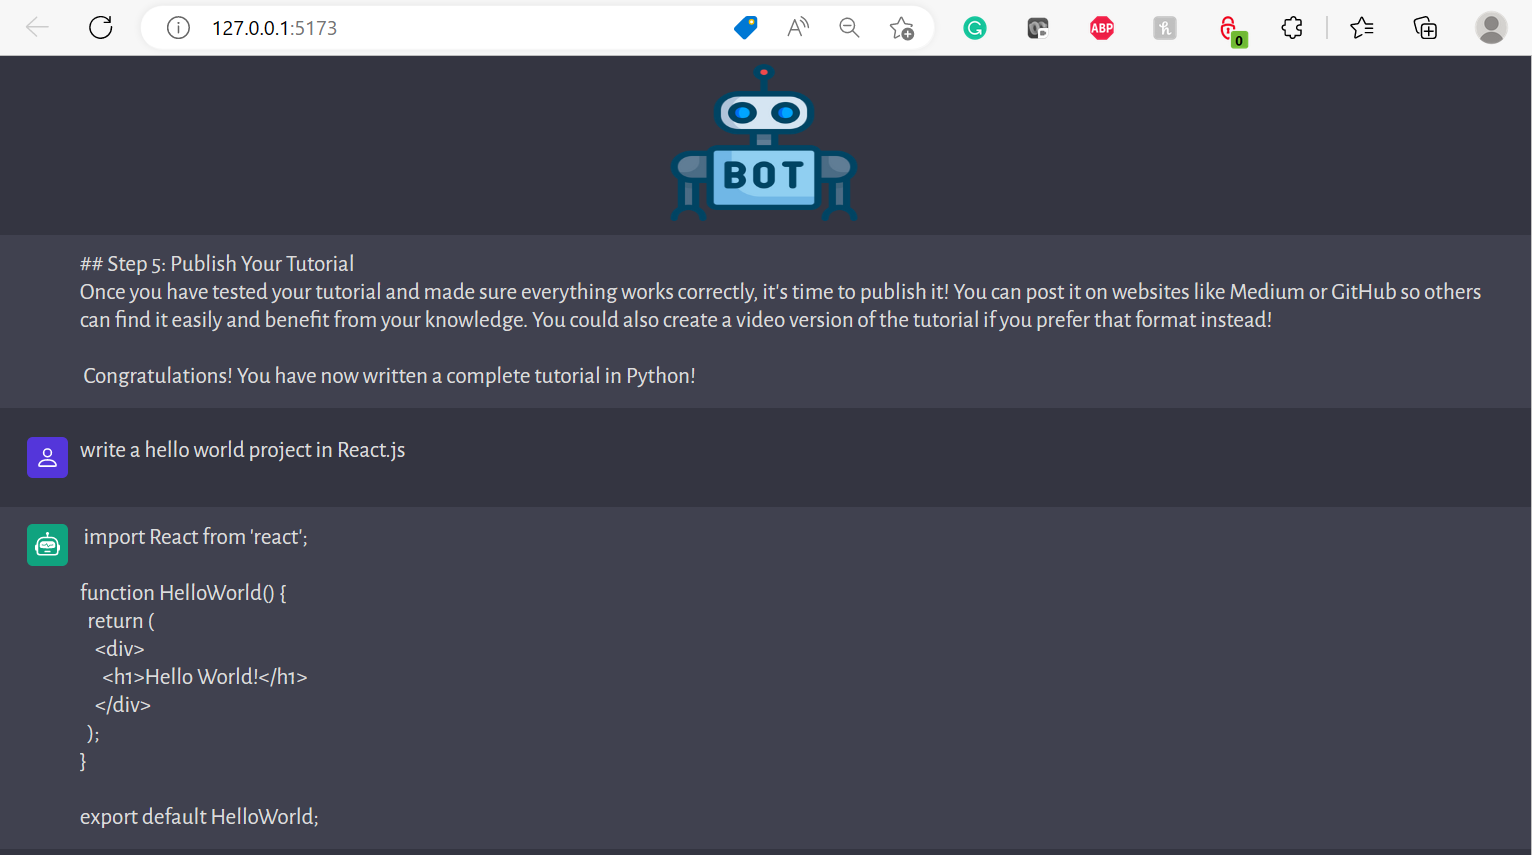 127.0.0.1:5173
A
ABP
0
BOT
## Step 5: Publish Your Tutorial
Once you have tested your tutorial and made sure everything works correctly, it's time to publish it! You can post it on websites like Medium or GitHub so others
can find it easily and benefit from your knowledge. You could also create a video version of the tutorial if you prefer that format instead!
Congratulations! You have now written a complete tutorial in Python!
write a hello world project in React.js
import React from 'react';
function HelloWorld() {
return (
<div>
<h1>Hello World!</h1>
</div>
);
}
export default HelloWorld;